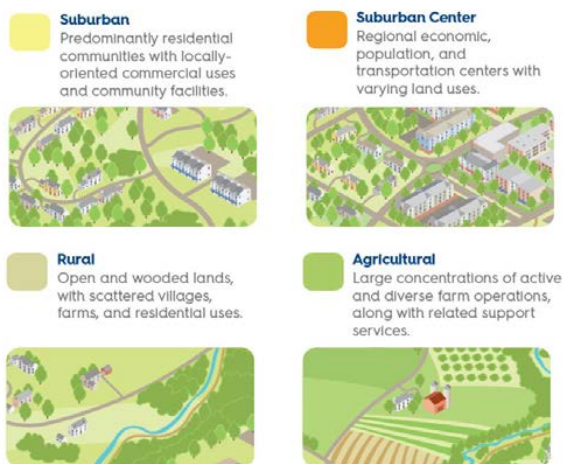 Suburban
Predominantly residential
communities with locally-
oriented commercial uses
and community facilities.
Suburban Center
Regional economic,
population, and
transportation centers with
varying land uses.
Rural
Open and wooded lands,
with scattered villages,
farms, and residential uses.
Agricultural
Large concentrations of active
and diverse farm operations,
along with related support
services.